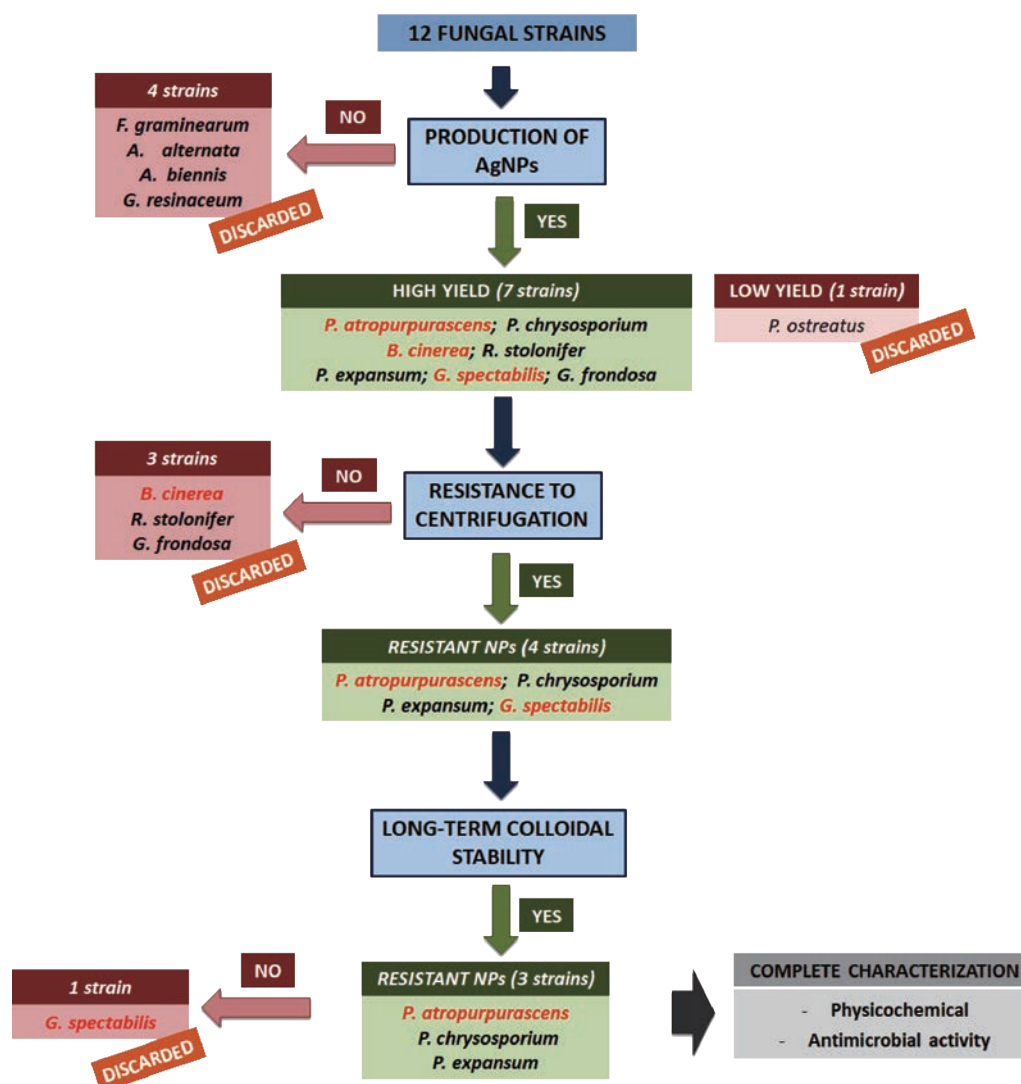 12 FUNGAL STRAINS
4 strains
F. graminearum
A. alternata
A. biennis
G. resinaceum
DISCARDED
NO
PRODUCTION OF
AgNPs
YES
HIGH YIELD (7 strains)
P. atropurpurascens; P. chrysosporium
B. cinerea; R. stolonifer
P. expansum; G. spectabilis; G. frondosa
LOW YIELD (1 strain)
P. ostreatus
DISCARDED
3 strains
B. cinerea
R. stolonifer
G. frondosa
DISCARDED
NO
RESISTANCE TO
CENTRIFUGATION
YES
RESISTANT NPs (4 strains)
P. atropurpurascens; P. chrysosporium
P. expansum; G. spectabilis
LONG-TERM COLLOIDAL
STABILITY
YES
1 strain
G. spectabilis
DISCARDED
NO
RESISTANT NPs (3 strains)
P. atropurpurascens
P. chrysosporium
P. expansum
COMPLETE CHARACTERIZATION
- Physicochemical
- Antimicrobial activity